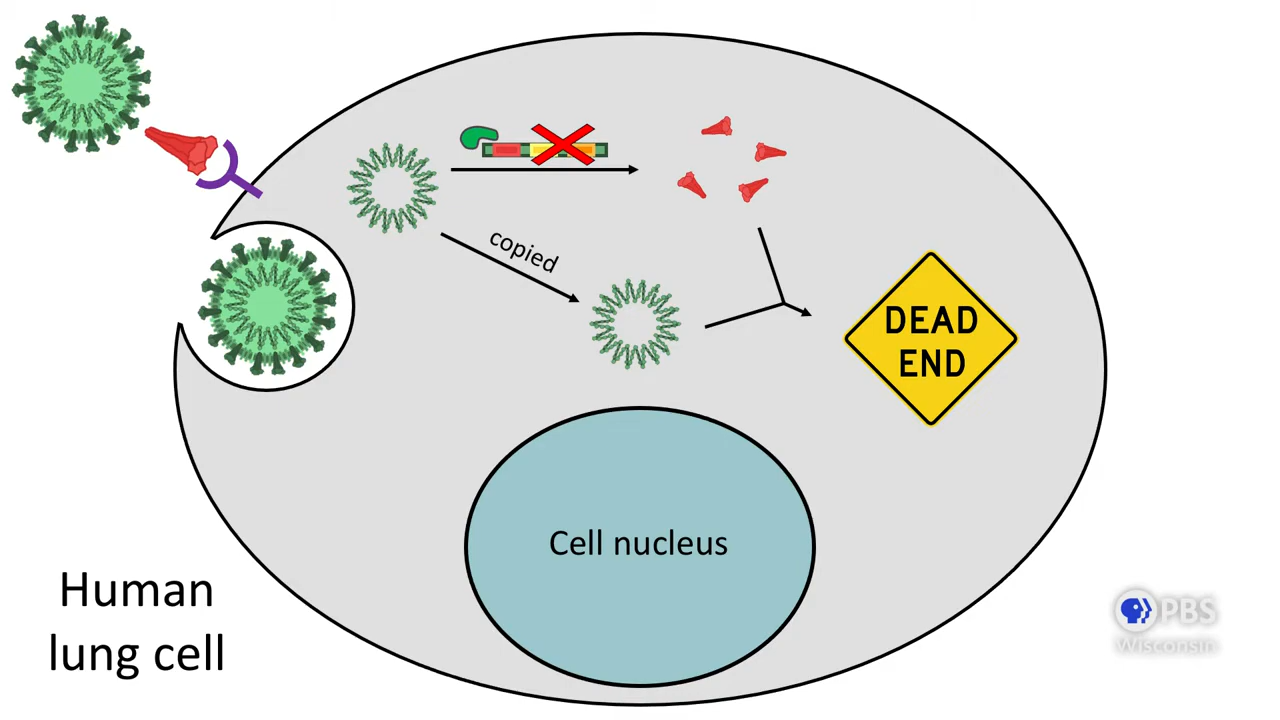 copied
DEAD
END
Cell nucleus
Human
lung cell
PBS
Wisconsin